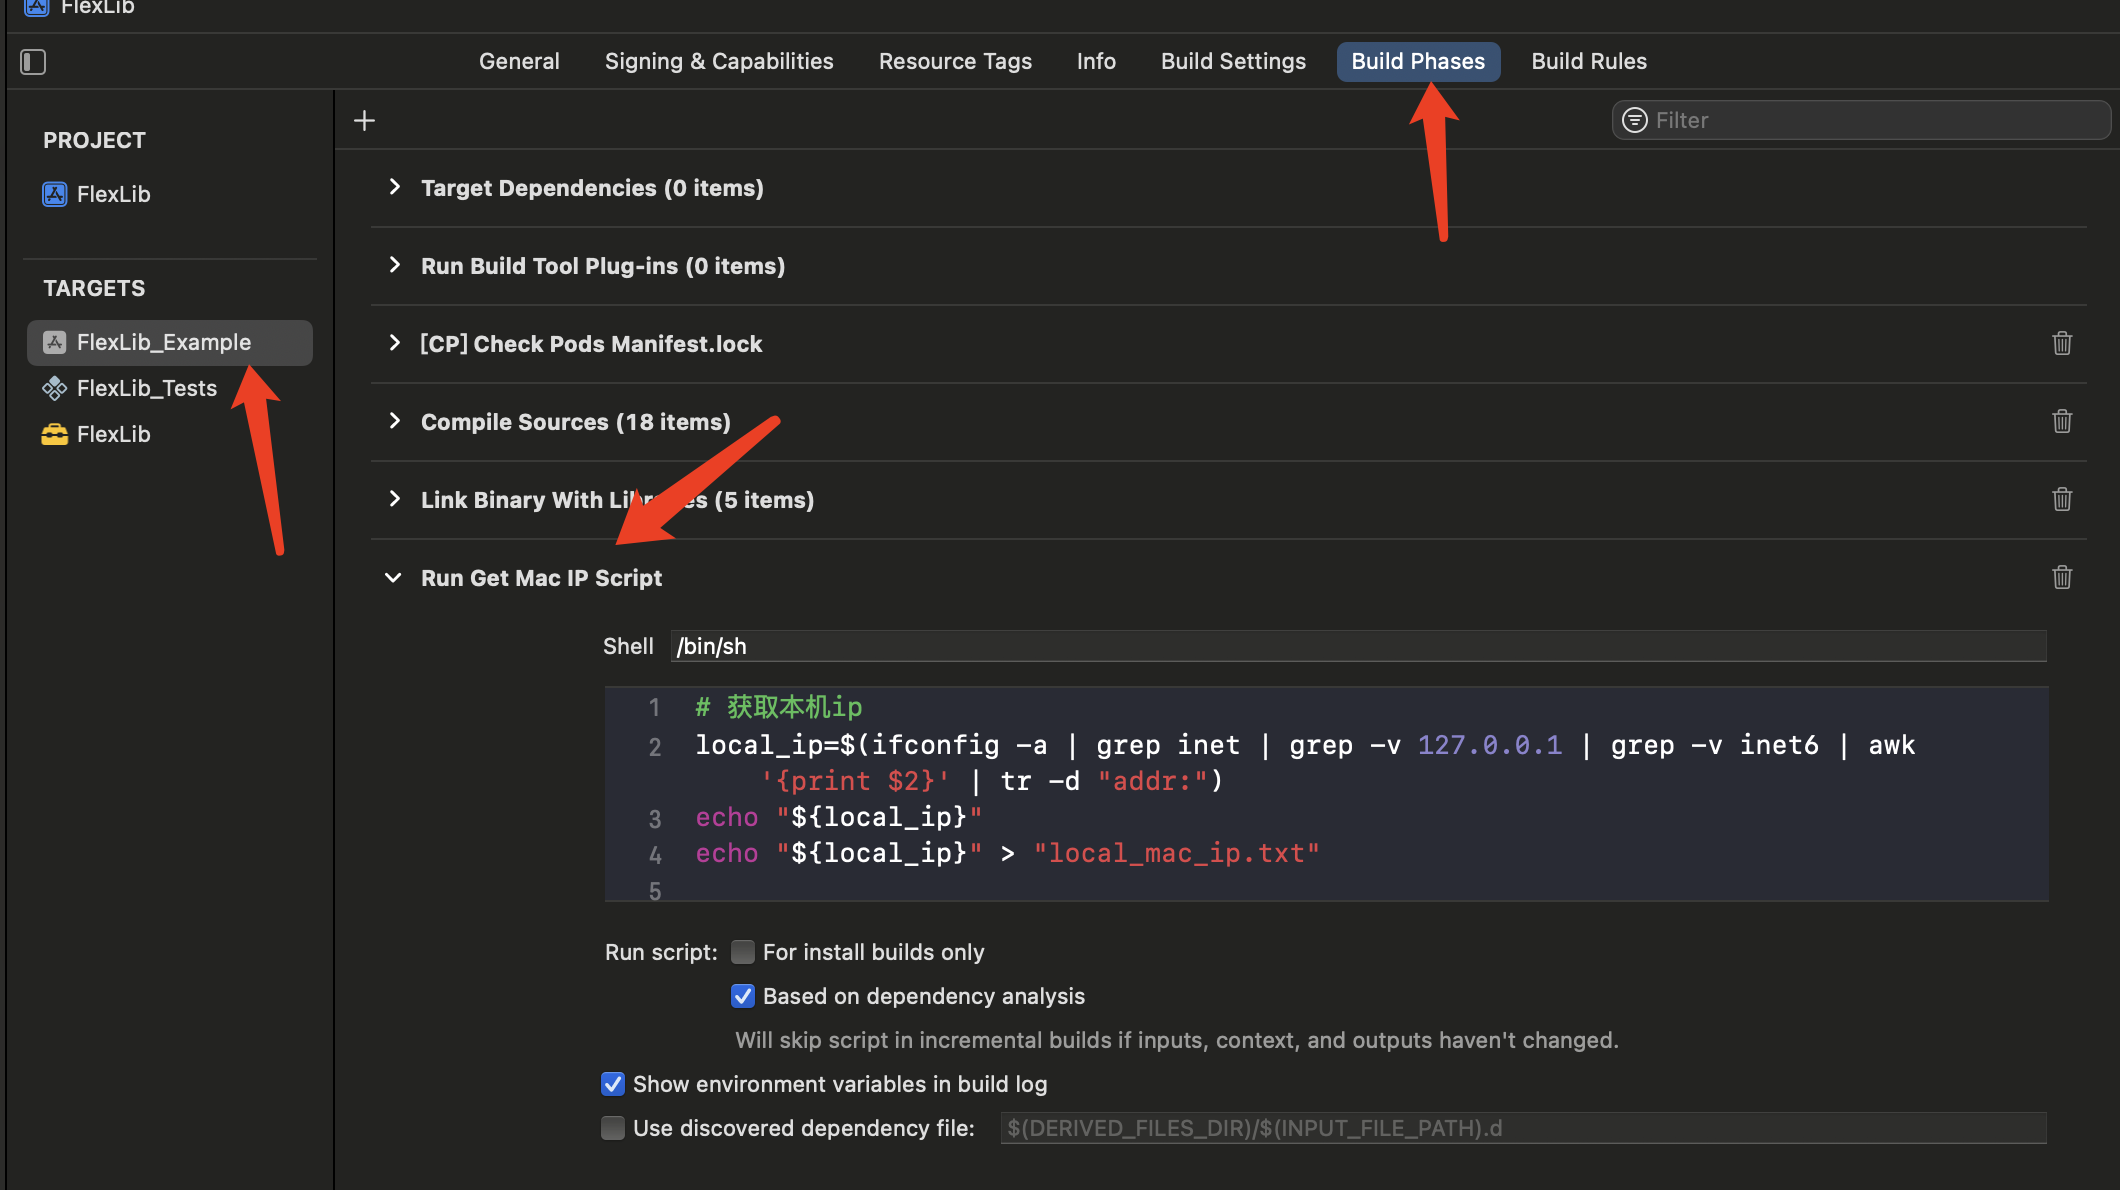 FlexLib
General Signing & Capabilities Resource Tags Info Build Settings Build Phases Build Rules
Filter
PROJECT
FlexLib
TARGETS
FlexLib_Example
FlexLib_Tests
FlexLib
Target Dependencies (0 items)
Run Build Tool Plug-ins (0 items)
[CP] Check Pods Manifest.lock
Compile Sources (18 items)
Link Binary With (5 items)
Run Get Mac IP Script
Shell /bin/sh
1 # 获取本机ip
2 local_ip=$(ifconfig -a | grep inet | grep -v 127.0.0.1 | grep -v inet6 | awk
'{print $2}' | tr -d "addr:")
3 echo "${local_ip}"
4 echo "${local_ip}" > "local_mac_ip.txt"
5
Run script: For install builds only
Based on dependency analysis
Will skip script in incremental builds if inputs, context, and outputs haven't changed.
Show environment variables in build log
Use discovered dependency file: $(DERIVED_FILES_DIR)/$(INPUT_FILE_PATH).d